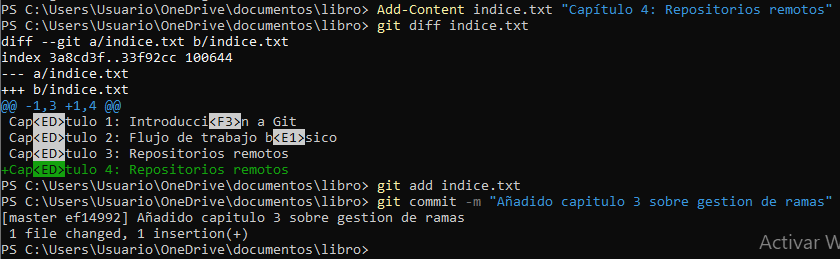 PS C:\Users\Usuario\OneDrive\documentos\libro> Add-Content indice.txt "Capítulo 4: Repositorios remotos"
PS C:\Users\Usuario\OneDrive\documentos\libro> git diff indice.txt
diff --git a/indice.txt b/indice.txt
index 3a8cd3f..33f92cc 100644
--- a/indice.txt
+++ b/indice.txt
@@ -1,3 +1,4 @@
 Cap<ED>tulo 1: Introducci<F3>n a Git
 Cap<ED>tulo 2: Flujo de trabajo b<E1>sico
 Cap<ED>tulo 3: Repositorios remotos
+Cap<ED>tulo 4: Repositorios remotos
PS C:\Users\Usuario\OneDrive\documentos\libro> git add indice.txt
PS C:\Users\Usuario\OneDrive\documentos\libro> git commit -m "Añadido capitulo 3 sobre gestion de ramas"
[master ef14992] Añadido capitulo 3 sobre gestion de ramas
 1 file changed, 1 insertion(+)
PS C:\Users\Usuario\OneDrive\documentos\libro>
Activar W